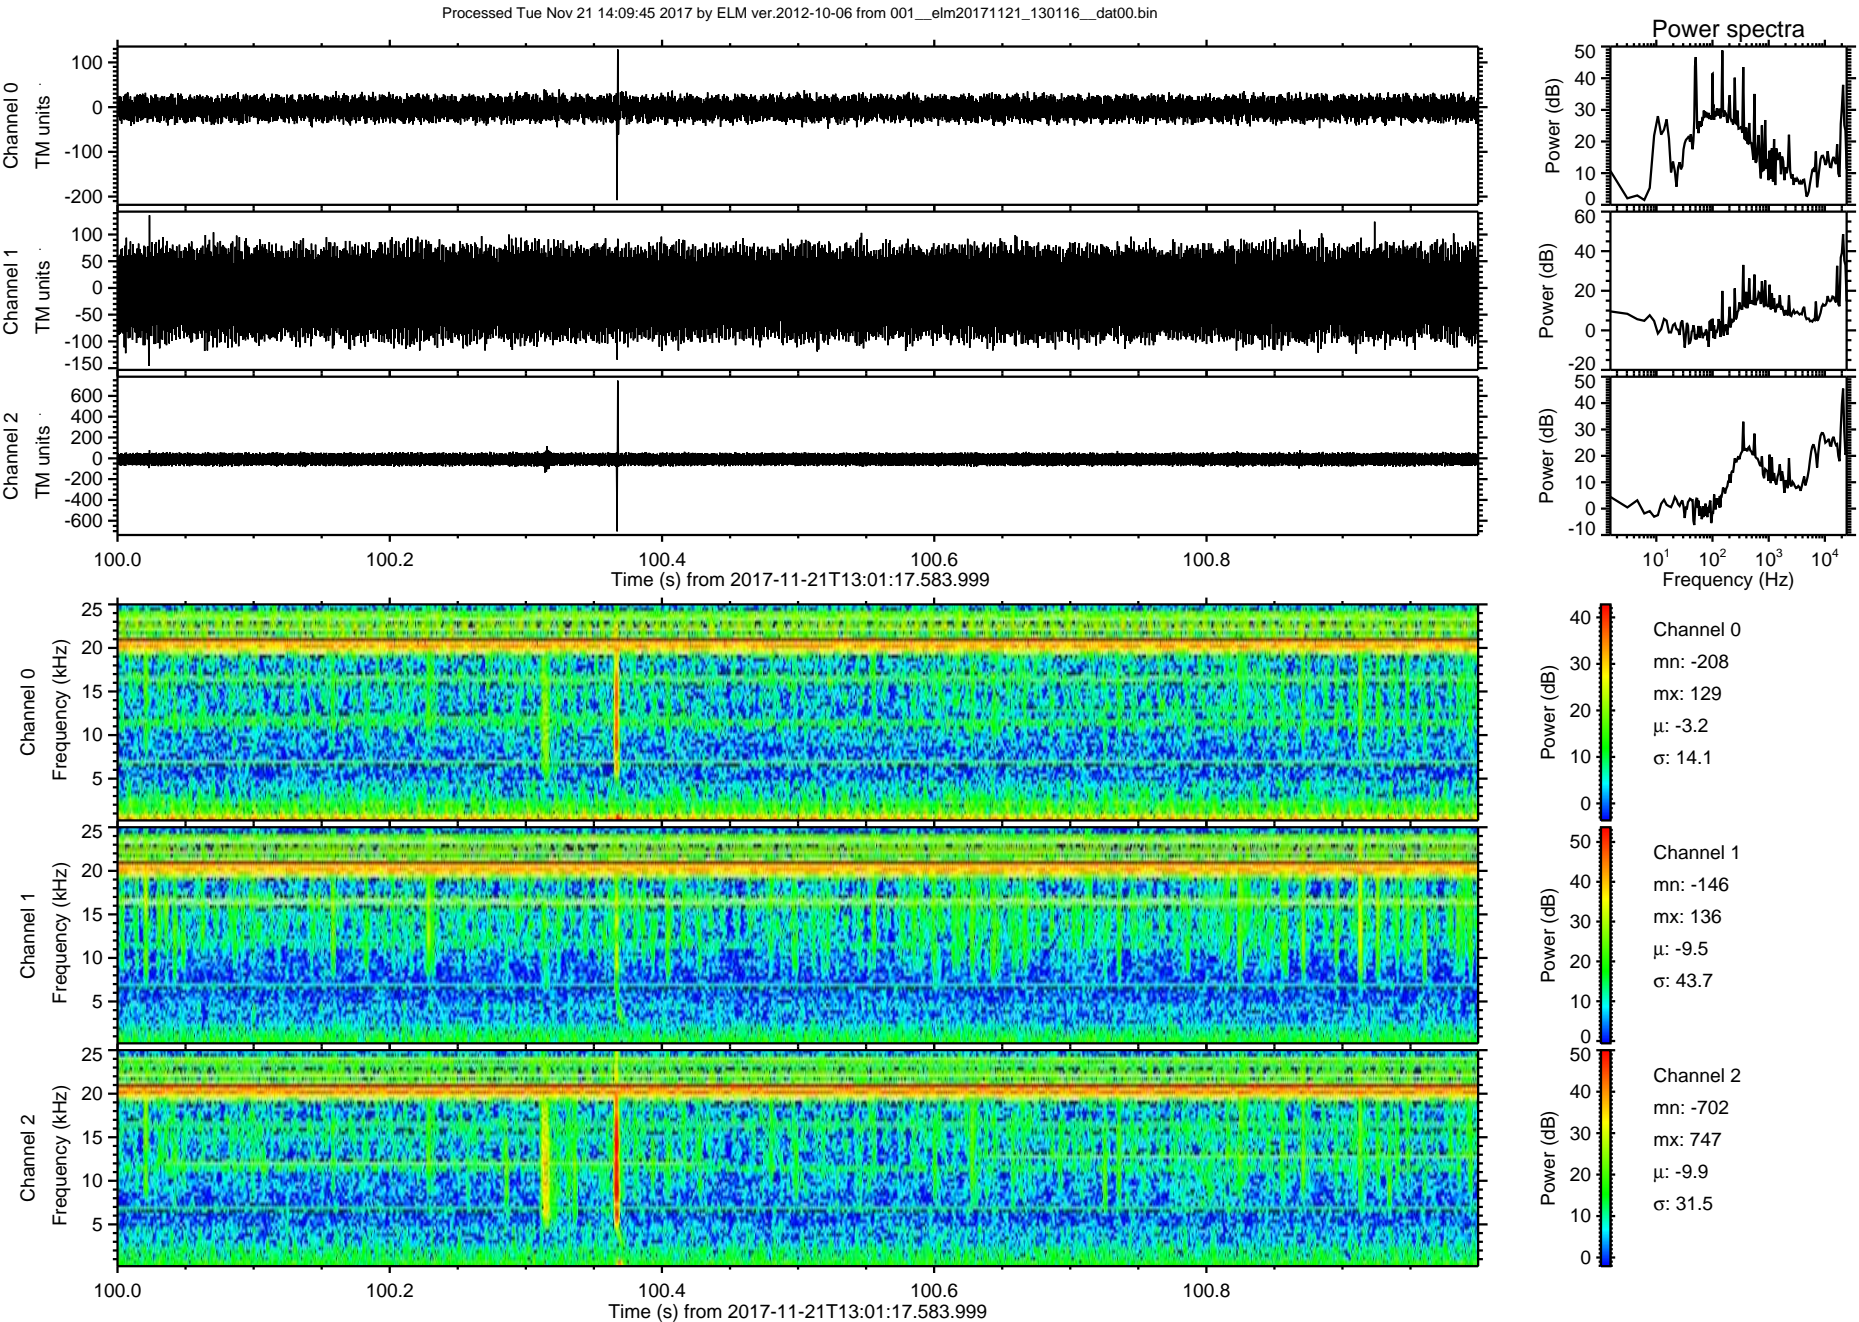 Processed Tue Nov 21 14:09:45 2017 by ELM ver.2012-10-06 from 001__elm20171121_130116__dat00.bin
Power spectra
Channel 0
TM units
100
0
-100
-200
Power (dB)
50
40
30
20
10
0
Channel 1
TM units
100
50
0
-50
-100
-150
Power (dB)
60
40
20
0
-20
Channel 2
TM units
600
400
200
0
-200
-400
-600
Power (dB)
50
40
30
20
10
0
-10
100.0 100.2 100.4 100.6 100.8
Time (s) from 2017-11-21T13:01:17.583.999
10¹ 10² 10³ 10⁴
Frequency (Hz)
Channel 0
Frequency (kHz)
25
20
15
10
5
Power (dB)
40
30
20
10
0
Channel 0
mn: -208
mx: 129
μ: -3.2
σ: 14.1
Channel 1
Frequency (kHz)
25
20
15
10
5
Power (dB)
50
40
30
20
10
0
Channel 1
mn: -146
mx: 136
μ: -9.5
σ: 43.7
Channel 2
Frequency (kHz)
25
20
15
10
5
Power (dB)
50
40
30
20
10
0
Channel 2
mn: -702
mx: 747
μ: -9.9
σ: 31.5
100.0 100.2 100.4 100.6 100.8
Time (s) from 2017-11-21T13:01:17.583.999